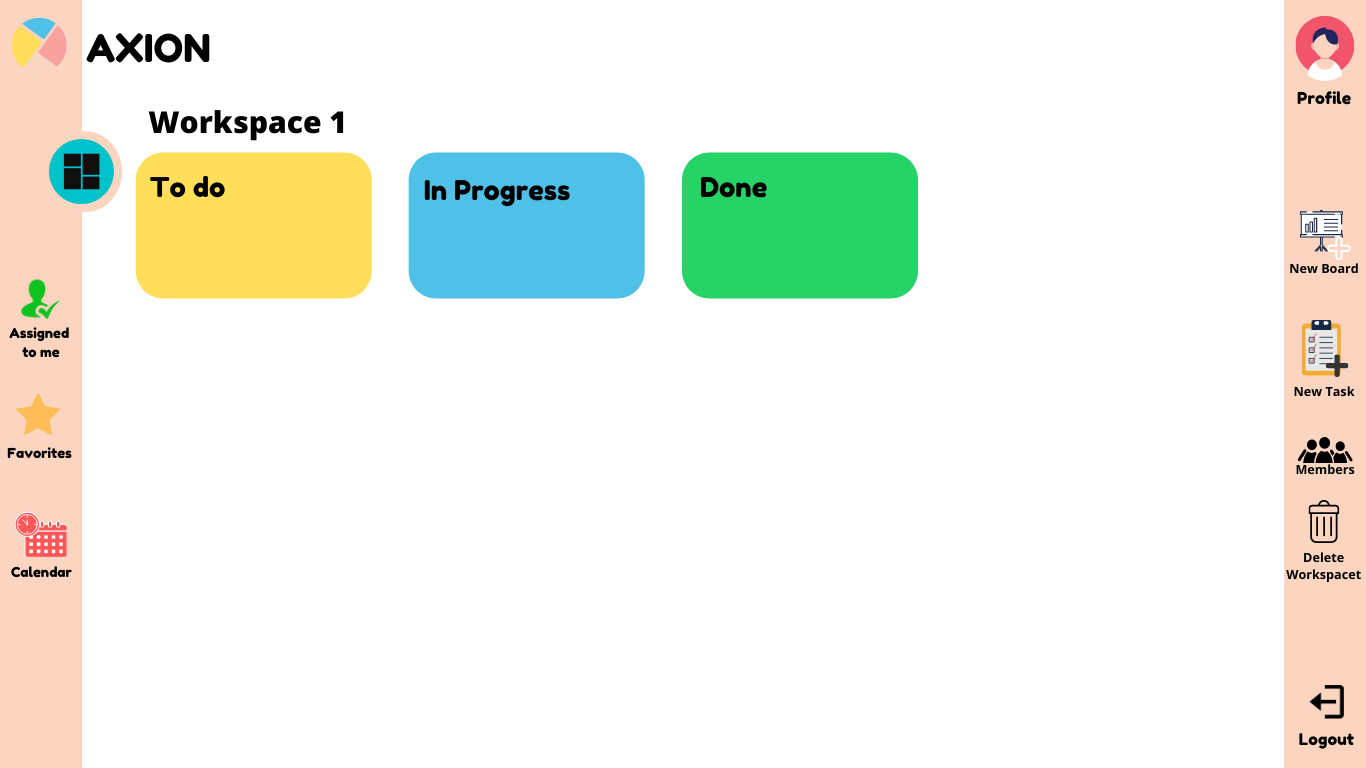 AXION
Profile
Workspace 1
To do
In Progress
Done
Assigned
to me
Favorites
Calendar
New Board
New Task
Members
Delete
Workspacet
Logout